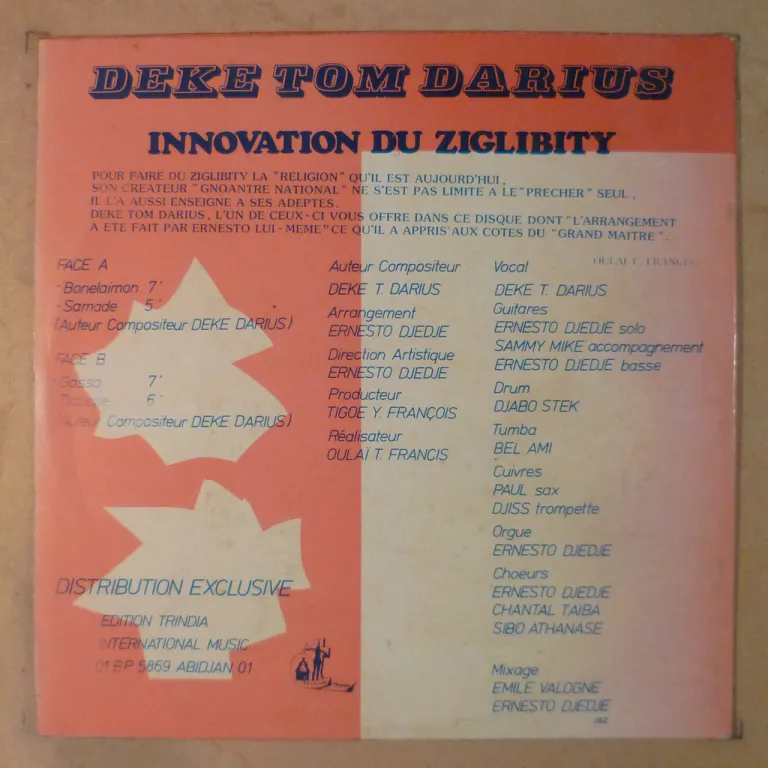 DEKE TOM DARIUS
INNOVATION DU ZIGLIBITY
POUR FAIRE DU ZIGLIBITY LA "RELIGION" QU'IL EST AUJOURD'HUI,
SON CREATEUR "GNOANTRE NATIONAL" NE S'EST PAS LIMITE A LE "PRECHER" SEUL,
IL L'A AUSSI ENSEIGNE A SES ADEPTES.
DEKE TOM DARIUS, L'UN DE CEUX-CI VOUS OFFRE DANS CE DISQUE DONT "L'ARRANGEMENT
A ETE FAIT PAR ERNESTO LUI-MEME" CE QU'IL A APPRIS AUX COTES DU "GRAND MAITRE".
OULAI T. FRANCIS
FACE A
-Bonelaimon 7'
-Samade 5'
(Auteur Compositeur DEKE DARIUS)
FACE B
-Bassa 7'
6'
(Auteur Compositeur DEKE DARIUS)
DISTRIBUTION EXCLUSIVE
EDITION TRINDIA
INTERNATIONAL MUSIC
01 B.P 5869 ABIDJAN 01
Auteur Compositeur
DEKE T. DARIUS
Arrangement
ERNESTO DJEDJE
Direction Artistique
ERNESTO DJEDJE
Producteur
TIGOE Y. FRANÇOIS
Réalisateur
OULAÏ T. FRANCIS
Vocal
DEKE T. DARIUS
Guitares
ERNESTO DJEDJE solo
SAMMY MIKE accompagnement
ERNESTO DJEDJE basse
Drum
DJABO STEK
Tumba
BEL AMI
Cuivres
PAUL sax
DJISS trompette
Orgue
ERNESTO DJEDJE
Choeurs
ERNESTO DJEDJE
CHANTAL TAIBA
SIBO ATHANASE
Mixage
EMILE VALOGNE
ERNESTO DJEDJE